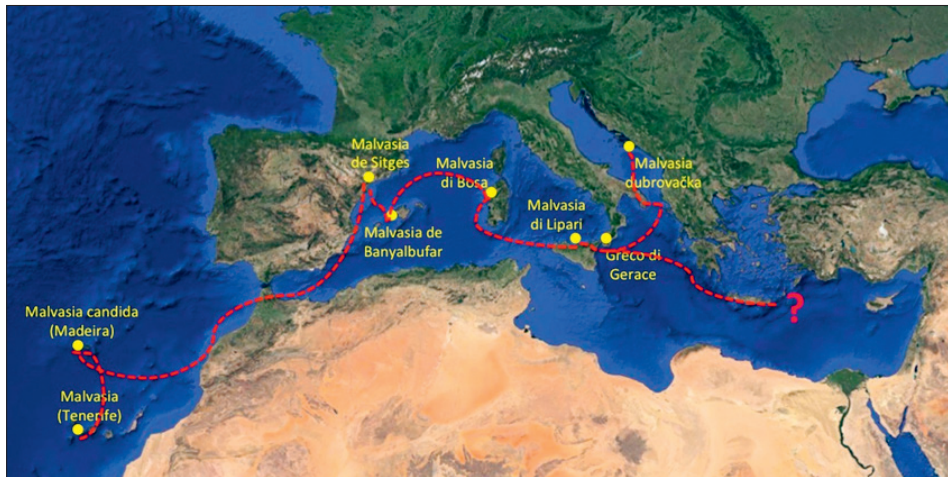 Malvasia
de Sitges
Malvasia
di Bosa
Malvasia
dubrovačka
Malvasia
di Lipari
Malvasia de
Banyalbufar
Greco di
Gerace
?
Malvasia candida
(Madeira)
Malvasia
(Tenerife)